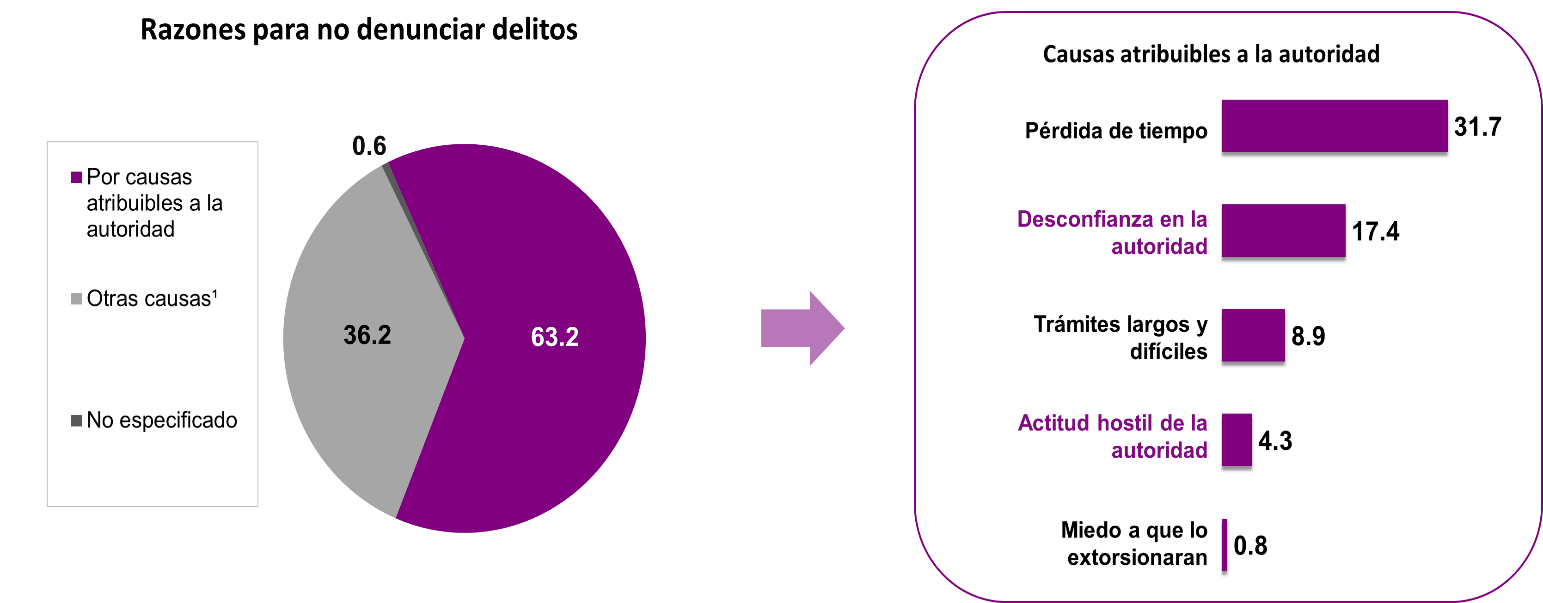 Razones para no denunciar delitos
Por causas
atribuibles a la
autoridad
Otras causas¹
No especificado
0.6
36.2
63.2
Causas atribuibles a la autoridad
Pérdida de tiempo
31.7
Desconfianza en la
autoridad
17.4
Trámites largos y
difíciles
8.9
Actitud hostil de la
autoridad
4.3
Miedo a que lo
extorsionaran
0.8